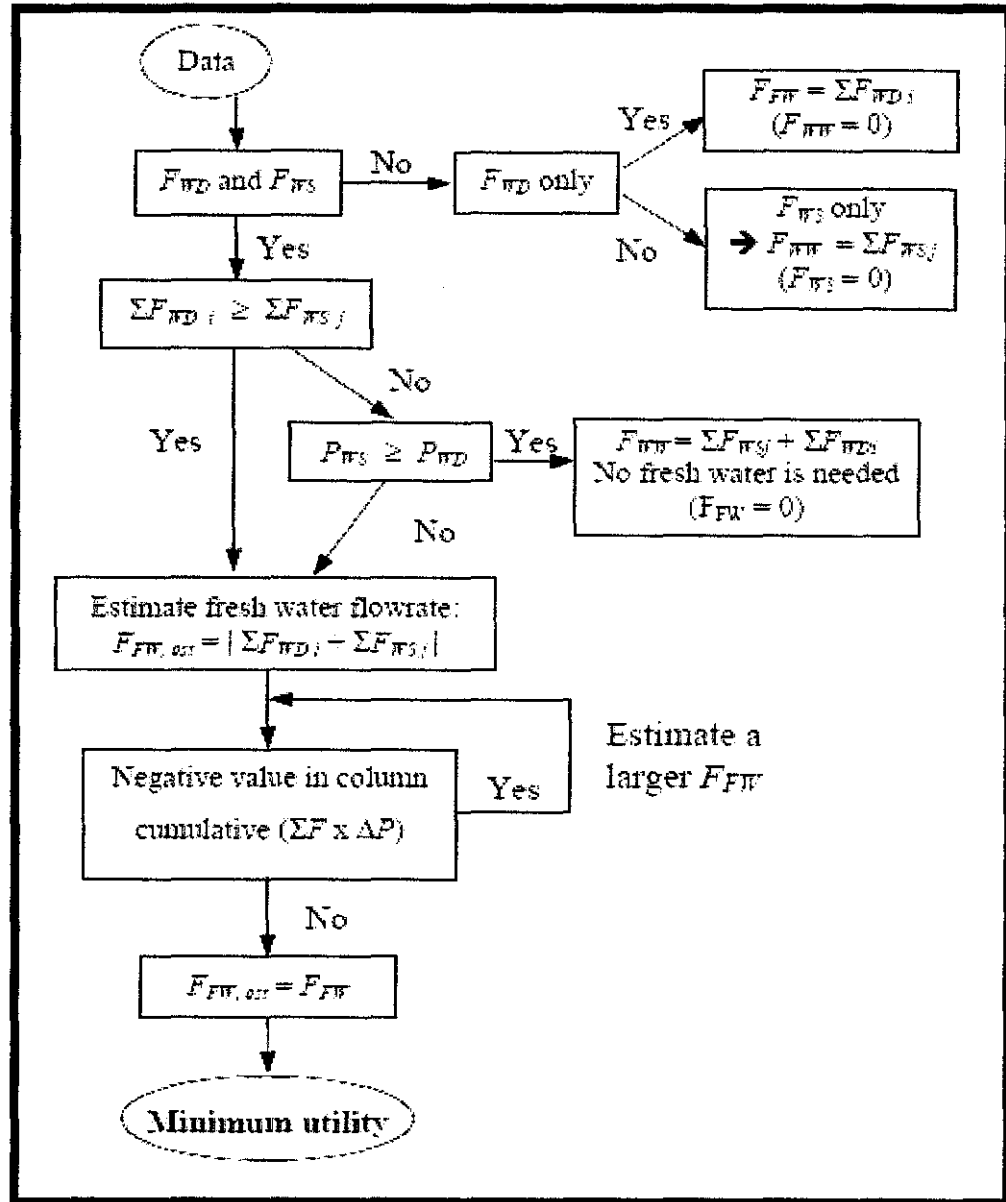 Data
F_WD and F_WS
No
F_WD only
Yes
F_FW = ΣF_WD i
(F_WW = 0)
No
F_WS only
➔ F_WW = ΣF_WSj
(F_WS = 0)
Yes
ΣF_WD i ≥ ΣF_WS j
No
Yes
P_WS ≥ P_WD
Yes
F_WW = ΣF_WSj + ΣF_WDi
No fresh water is needed
(F_FW = 0)
No
Estimate fresh water flowrate:
F_FW, est = | ΣF_WD i – ΣF_WS j |
Negative value in column
cumulative (ΣF x ΔP)
Yes
Estimate a
larger F_FW
No
F_FW, est = F_FW
Minimum utility